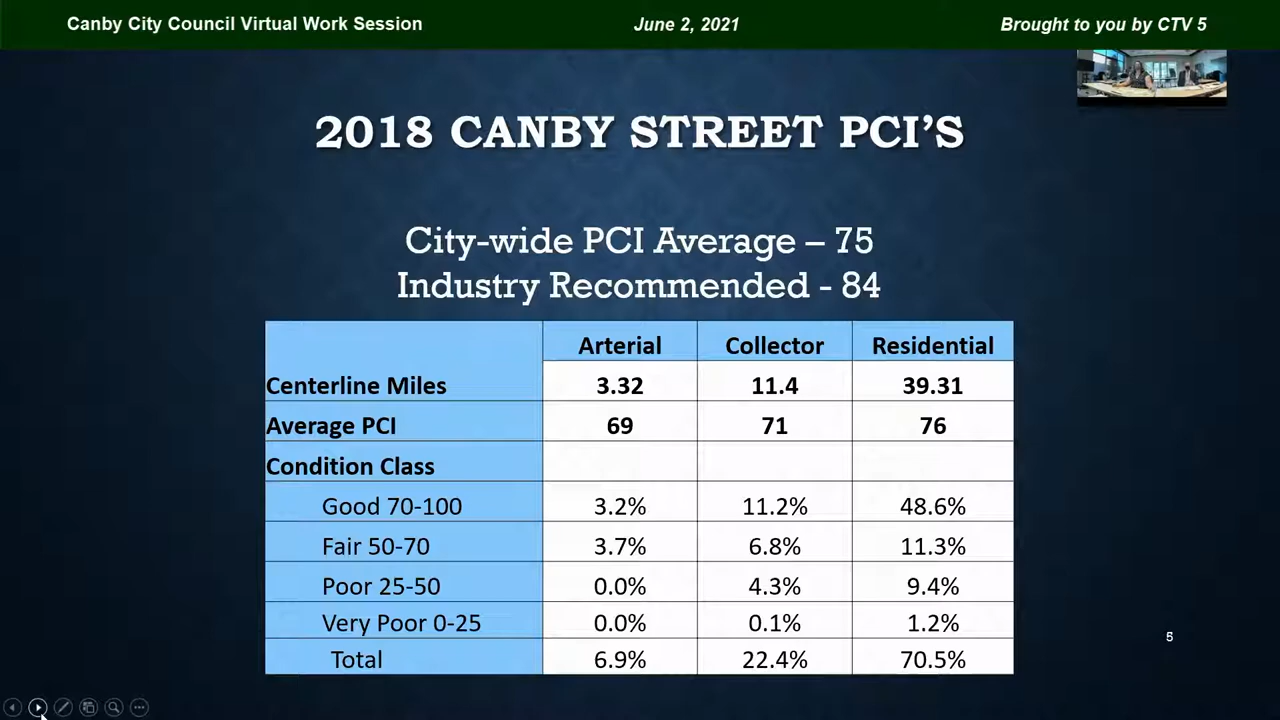 Canby City Council Virtual Work Session June 2, 2021 Brought to you by CTV 5
2018 CANBY STREET PCI'S
City-wide PCI Average – 75
Industry Recommended - 84
Arterial Collector Residential
Centerline Miles 3.32 11.4 39.31
Average PCI 69 71 76
Condition Class
Good 70-100 3.2% 11.2% 48.6%
Fair 50-70 3.7% 6.8% 11.3%
Poor 25-50 0.0% 4.3% 9.4%
Very Poor 0-25 0.0% 0.1% 1.2%
Total 6.9% 22.4% 70.5%
5